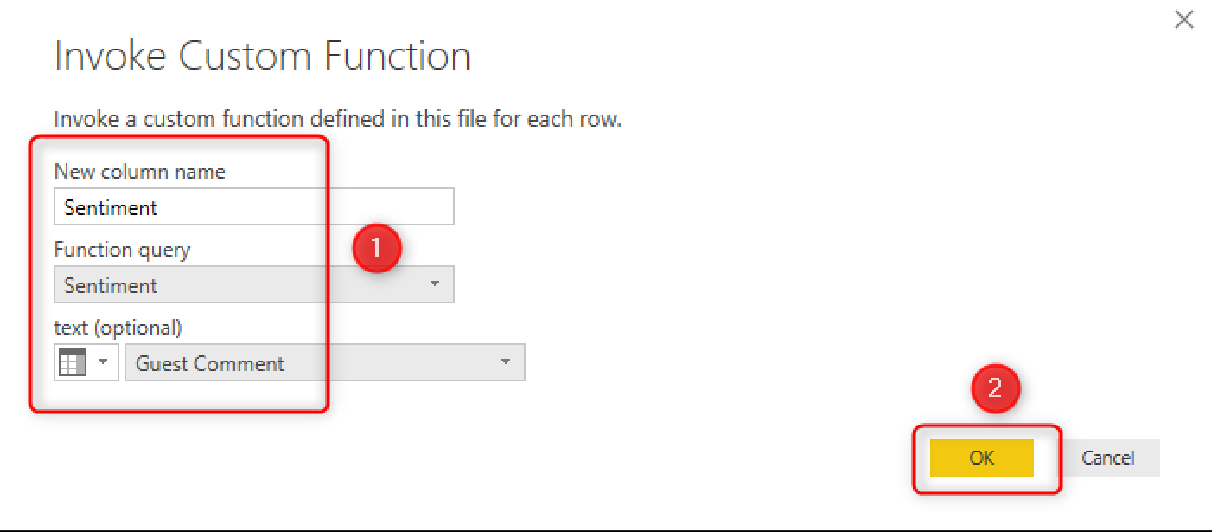 Invoke Custom Function
Invoke a custom function defined in this file for each row.
New column name
Sentiment
1
Function query
Sentiment
text (optional)
Guest Comment
2
OK Cancel